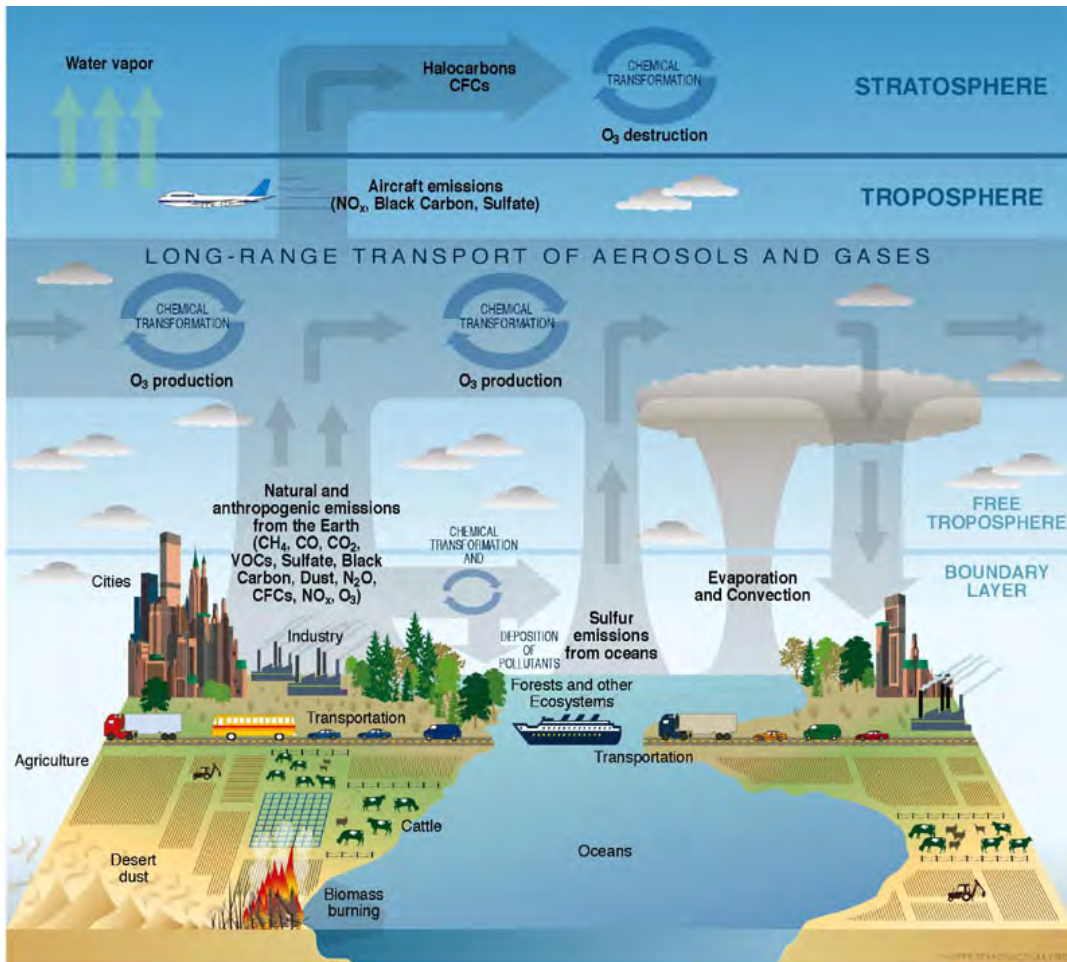 Water vapor
Halocarbons
CFCs
CHEMICAL
TRANSFORMATION
O₃ destruction
STRATOSPHERE
Aircraft emissions
(NOₓ, Black Carbon, Sulfate)
TROPOSPHERE
LONG-RANGE TRANSPORT OF AEROSOLS AND GASES
CHEMICAL
TRANSFORMATION
O₃ production
CHEMICAL
TRANSFORMATION
O₃ production
Natural and
anthropogenic emissions
from the Earth
(CH₄, CO, CO₂,
VOCs, Sulfate, Black
Carbon, Dust, N₂O,
CFCs, NOₓ, O₃)
CHEMICAL
TRANSFORMATION
AND
DEPOSITION
OF
POLLUTANTS
FREE
TROPOSPHERE
BOUNDARY
LAYER
Cities
Industry
Sulfur
emissions
from oceans
Evaporation
and Convection
Forests and other
Ecosystems
Transportation
Transportation
Agriculture
Cattle
Desert
dust
Biomass
burning
Oceans